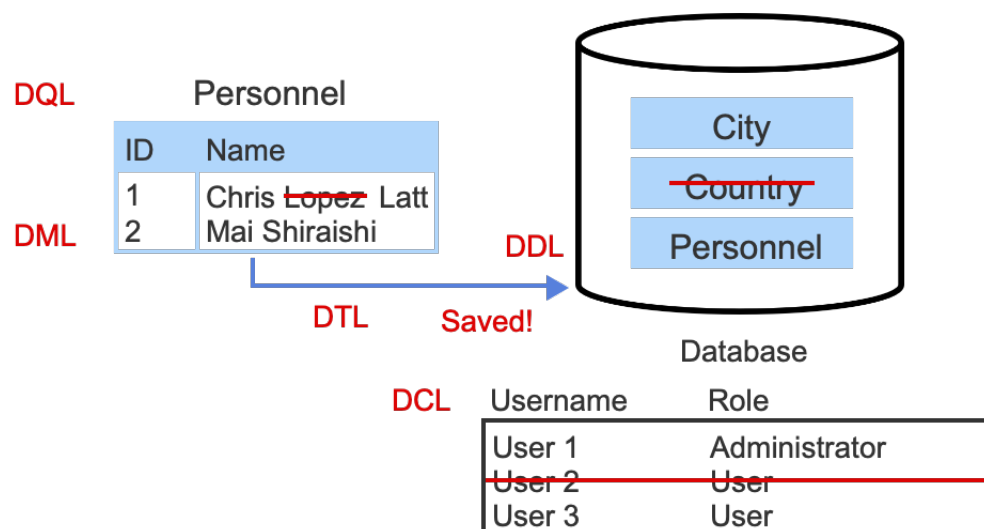 DQL Personnel
ID Name
1 Chris Lopez Latt
DML 2 Mai Shiraishi
City
Country
Personnel
DDL
DTL Saved!
Database
DCL Username Role
User 1 Administrator
User 2 User
User 3 User